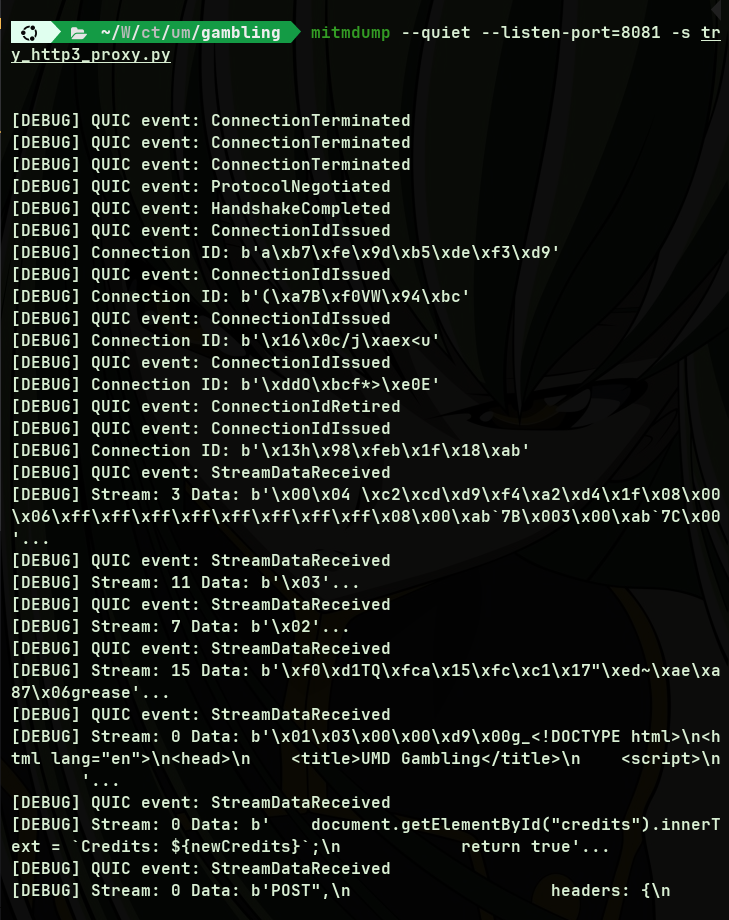 ~/W/ct/um/gambling mitmdump --quiet --listen-port=8081 -s tr
y_http3_proxy.py
[DEBUG] QUIC event: ConnectionTerminated
[DEBUG] QUIC event: ConnectionTerminated
[DEBUG] QUIC event: ConnectionTerminated
[DEBUG] QUIC event: ProtocolNegotiated
[DEBUG] QUIC event: HandshakeCompleted
[DEBUG] QUIC event: ConnectionIdIssued
[DEBUG] Connection ID: b'a\xb7\xfe\x9d\xb5\xde\xf3\xd9'
[DEBUG] QUIC event: ConnectionIdIssued
[DEBUG] Connection ID: b'(\xa7B\xf0VW\x94\xbc'
[DEBUG] QUIC event: ConnectionIdIssued
[DEBUG] Connection ID: b'\x16\x0c/j\xaex<u'
[DEBUG] QUIC event: ConnectionIdIssued
[DEBUG] Connection ID: b'\xddO\xbcf*>\xe0E'
[DEBUG] QUIC event: ConnectionIdRetired
[DEBUG] QUIC event: ConnectionIdIssued
[DEBUG] Connection ID: b'\x13h\x98\xfeb\x1f\x18\xab'
[DEBUG] QUIC event: StreamDataReceived
[DEBUG] Stream: 3 Data: b'\x00\x04 \xc2\xcd\xd9\xf4\xa2\xd4\x1f\x08\x00
\x06\xff\xff\xff\xff\xff\xff\xff\xff\x08\x00\xab`7B\x003\x00\xab`7C\x00
'...
[DEBUG] QUIC event: StreamDataReceived
[DEBUG] Stream: 11 Data: b'\x03'...
[DEBUG] QUIC event: StreamDataReceived
[DEBUG] Stream: 7 Data: b'\x02'...
[DEBUG] QUIC event: StreamDataReceived
[DEBUG] Stream: 15 Data: b'\xf0\xd1TQ\xfca\x15\xfc\xc1\x17"\xed~\xae\xa
87\x06grease'...
[DEBUG] QUIC event: StreamDataReceived
[DEBUG] Stream: 0 Data: b'\x01\x03\x00\x00\xd9\x00g_<!DOCTYPE html>\n<h
tml lang="en">\n<head>\n    <title>UMD Gambling</title>\n    <script>\n
       '...
[DEBUG] QUIC event: StreamDataReceived
[DEBUG] Stream: 0 Data: b'    document.getElementById("credits").innerT
ext = `Credits: ${newCredits}`;\n            return true'...
[DEBUG] QUIC event: StreamDataReceived
[DEBUG] Stream: 0 Data: b'POST",\n                    headers: {\n